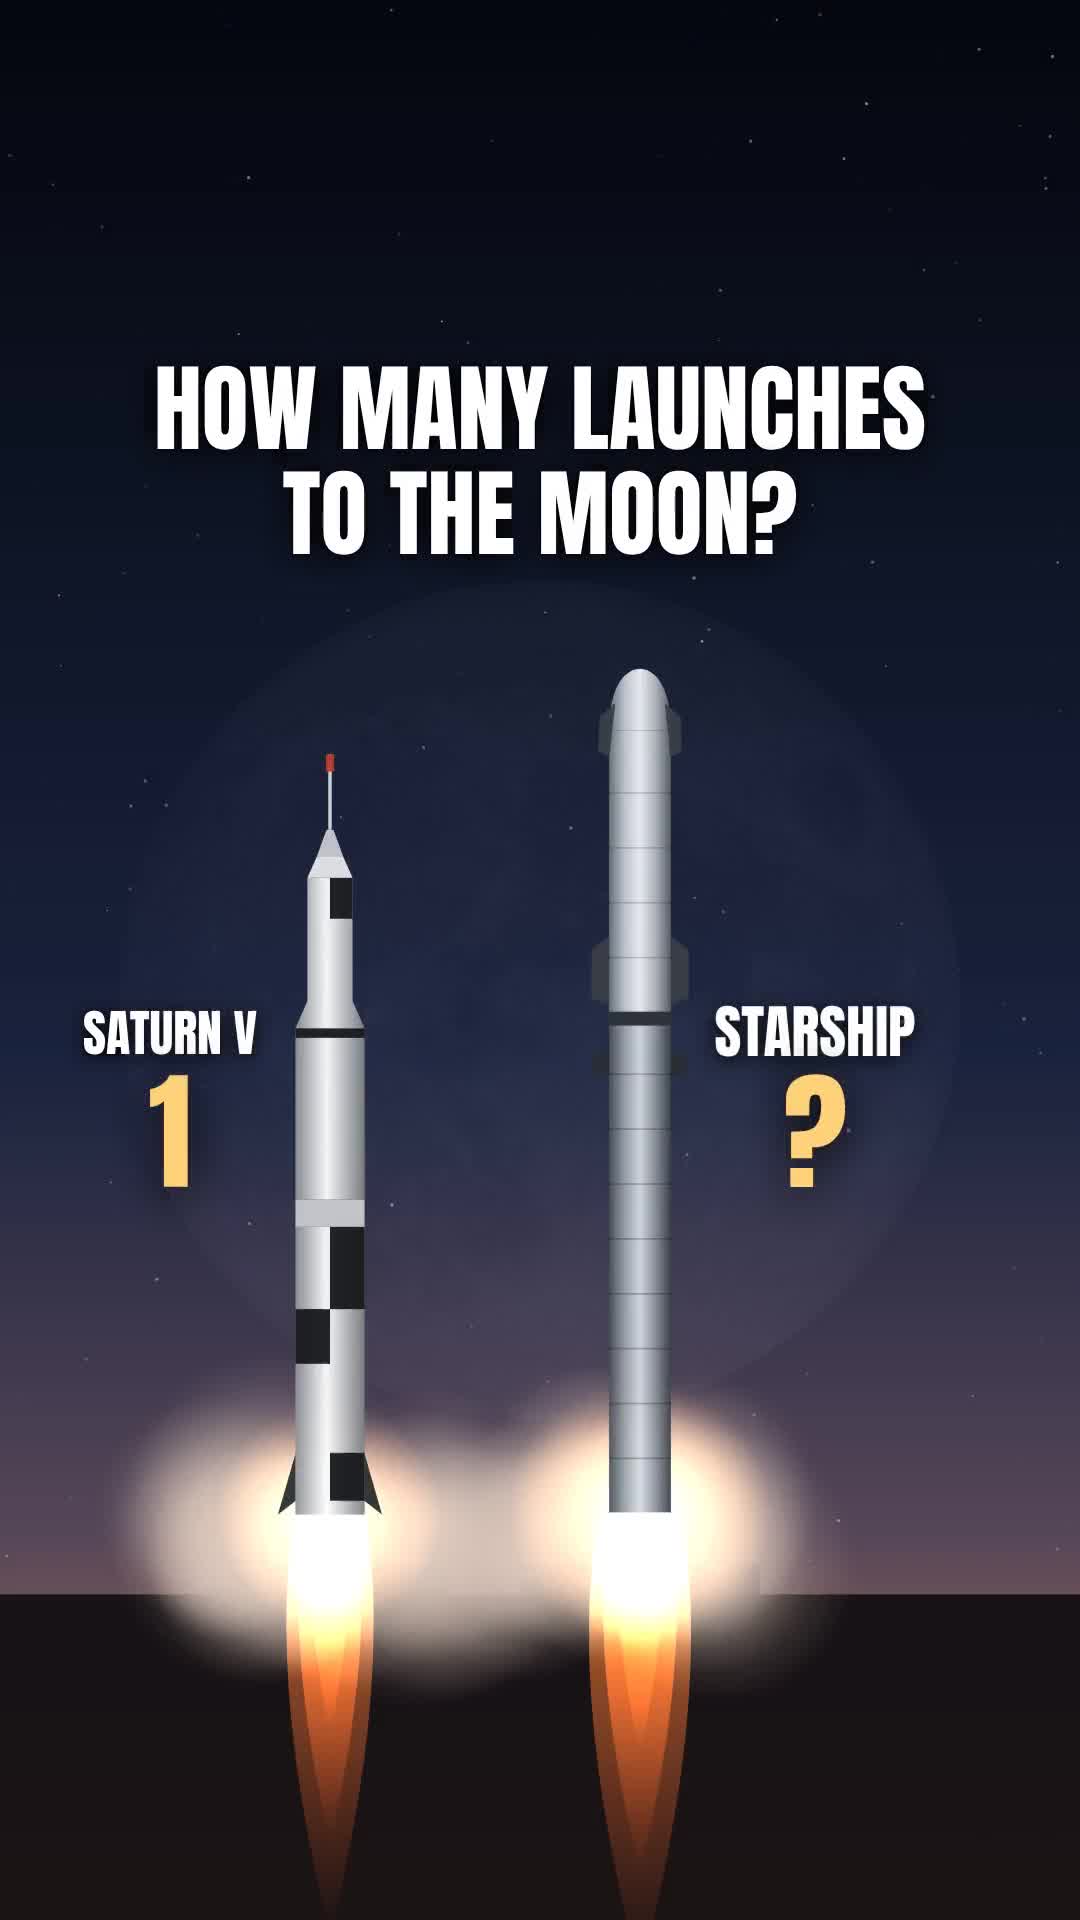 HOW MANY LAUNCHES
TO THE MOON?
SATURN V
1
STARSHIP
?